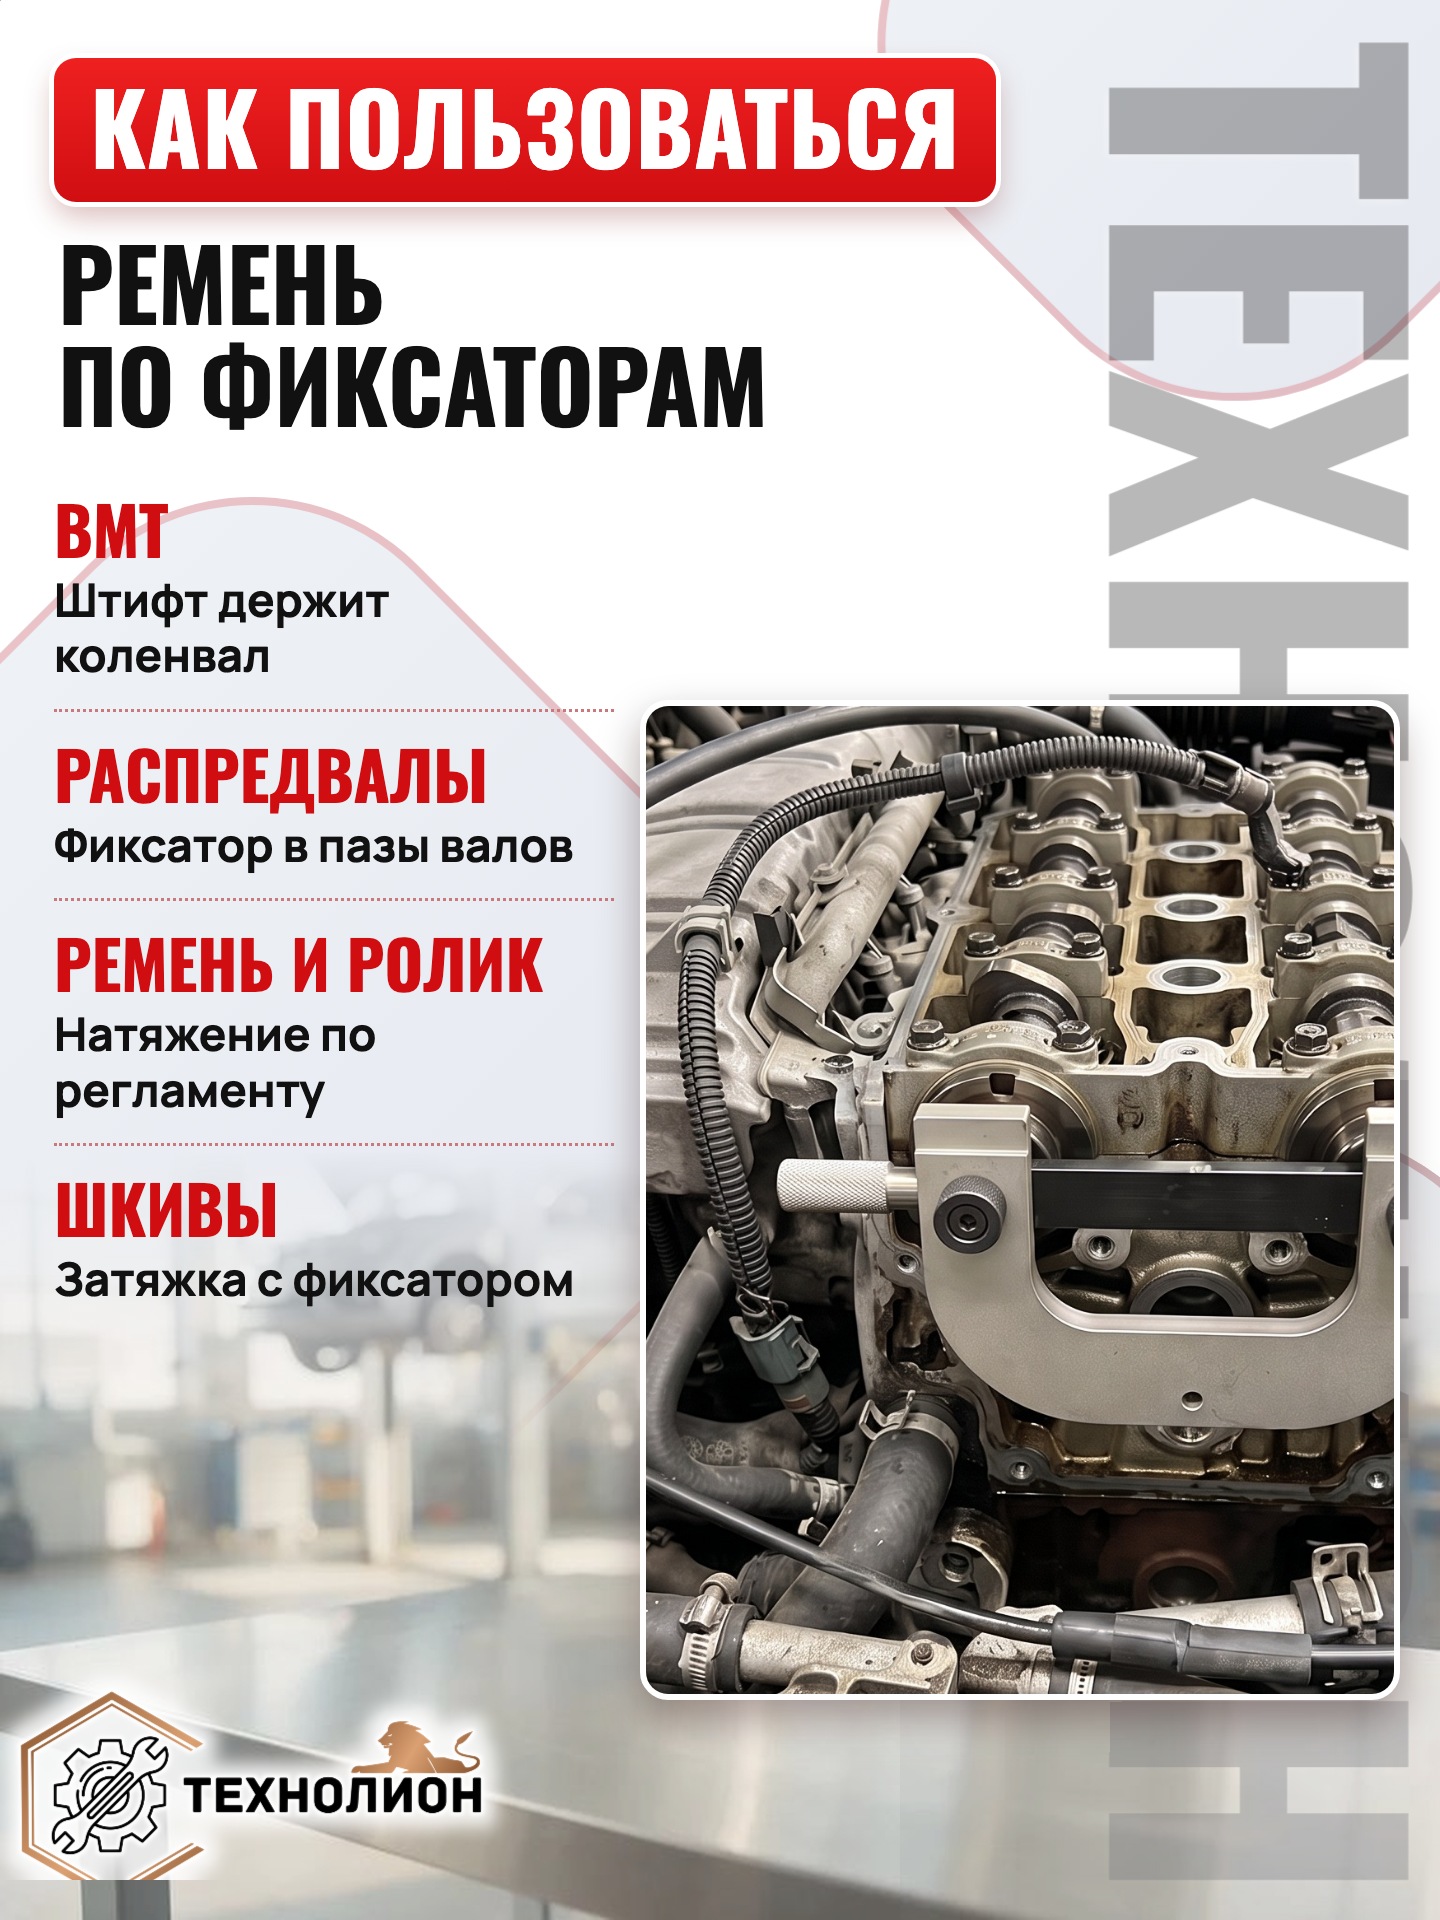 КАК ПОЛЬЗОВАТЬСЯ
РЕМЕНЬ
ПО ФИКСАТОРАМ
ВМТ
Штифт держит
коленвал
РАСПРЕДВАЛЫ
Фиксатор в пазы валов
РЕМЕНЬ И РОЛИК
Натяжение по
регламенту
ШКИВЫ
Затяжка с фиксатором
ТЕХНОЛИОН